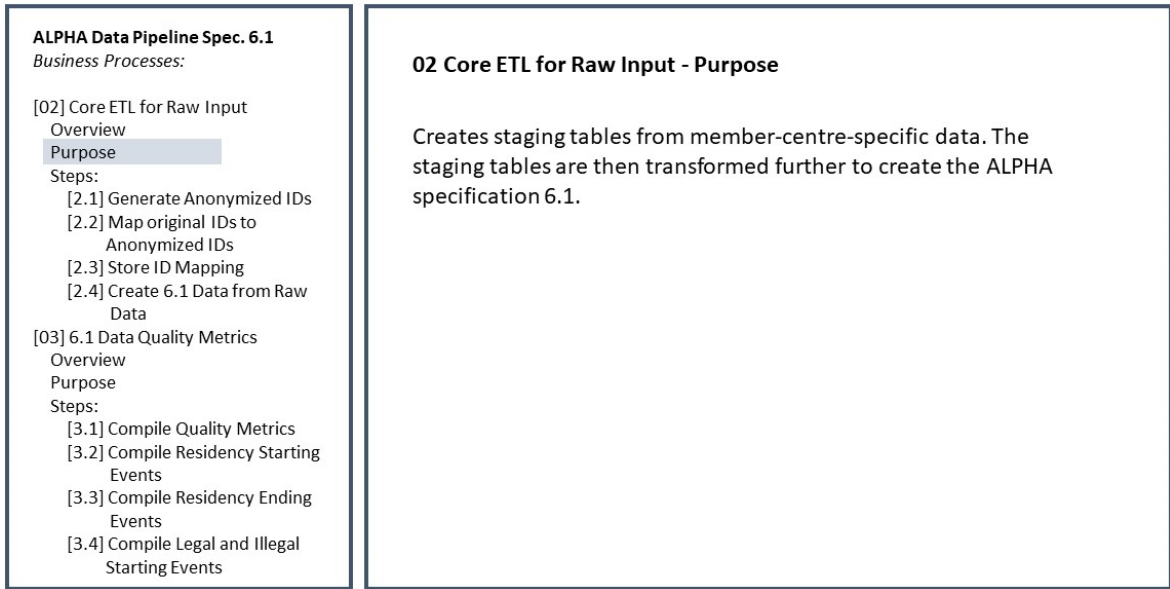 ALPHA Data Pipeline Spec. 6.1
Business Processes:
[02] Core ETL for Raw Input
Overview
Purpose
Steps:
[2.1] Generate Anonymized IDs
[2.2] Map original IDs to
Anonymized IDs
[2.3] Store ID Mapping
[2.4] Create 6.1 Data from Raw
Data
[03] 6.1 Data Quality Metrics
Overview
Purpose
Steps:
[3.1] Compile Quality Metrics
[3.2] Compile Residency Starting
Events
[3.3] Compile Residency Ending
Events
[3.4] Compile Legal and Illegal
Starting Events
02 Core ETL for Raw Input - Purpose
Creates staging tables from member-centre-specific data. The
staging tables are then transformed further to create the ALPHA
specification 6.1.